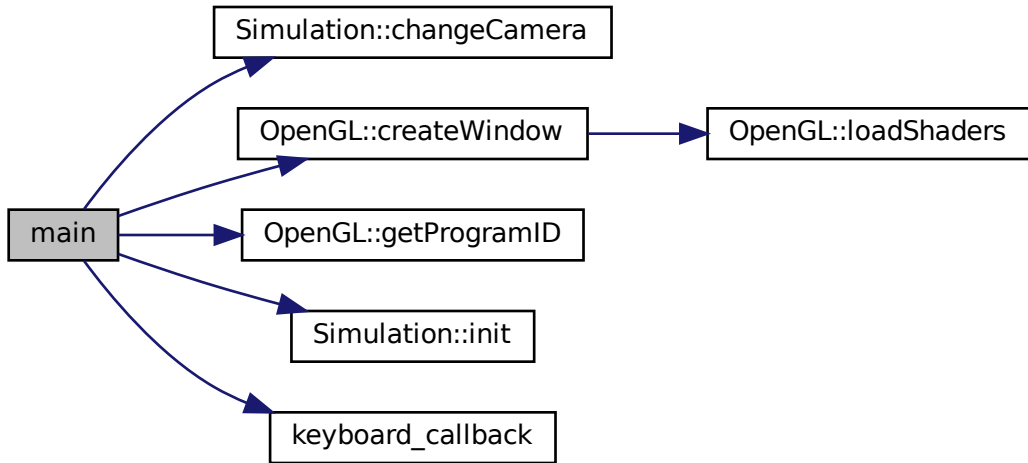 Simulation::changeCamera
OpenGL::createWindow
OpenGL::loadShaders
main
OpenGL::getProgramID
Simulation::init
keyboard_callback